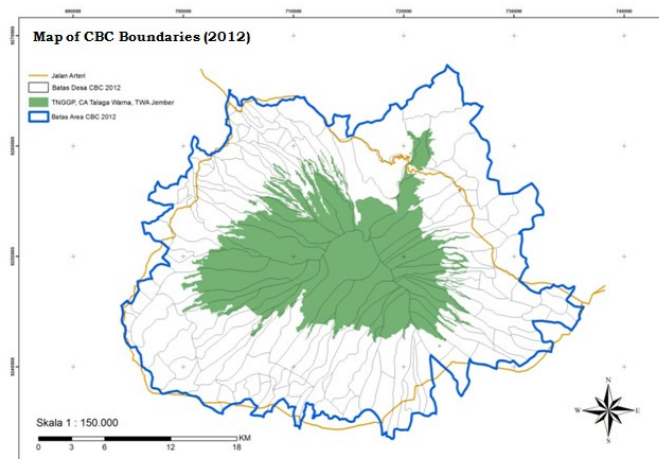 Map of CBC Boundaries (2012)
Jalan Arteri
Batas Desa CBC 2012
TNGGP, CA Talaga Warna, TWA Jember
Batas Area CBC 2012
Skala 1 : 150.000
0 3 6 12 18 KM
N
W E
S